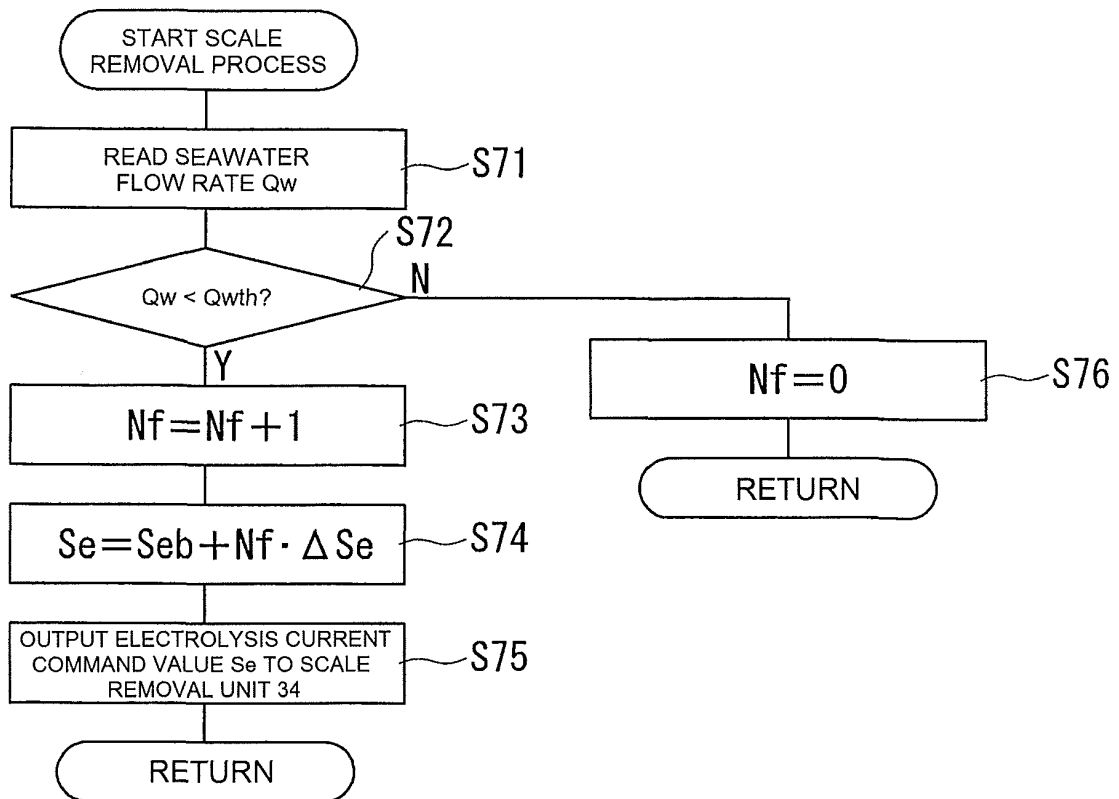 START SCALE
REMOVAL PROCESS
READ SEAWATER
FLOW RATE Qw
S71
S72
Qw < Qwth?
N
Y
Nf=Nf+1
S73
Nf=0
S76
RETURN
Se=Seb+Nf·ΔSe
S74
OUTPUT ELECTROLYSIS CURRENT
COMMAND VALUE Se TO SCALE
REMOVAL UNIT 34
S75
RETURN